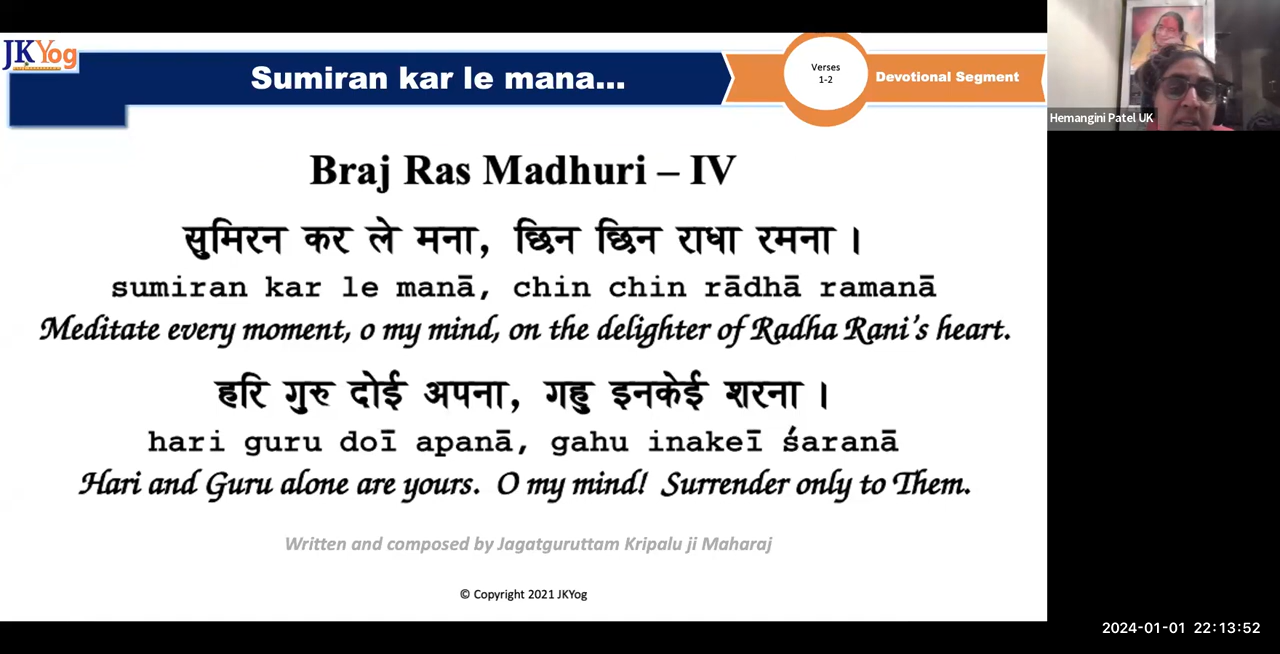 JKYog
Sumiran kar le mana...
Verses
1-2
Devotional Segment
Hemangini Patel UK
Braj Ras Madhuri – IV
सुमिरन कर ले मना, छिन छिन राधा रमना ।
sumiran kar le manā, chin chin rādhā ramanā
Meditate every moment, o my mind, on the delighter of Radha Rani's heart.
हरि गुरु दोई अपना, गहु इनकेई शरना ।
hari guru doī apanā, gahu inakeī śaranā
Hari and Guru alone are yours. O my mind! Surrender only to Them.
Written and composed by Jagatguruttam Kripalu ji Maharaj
© Copyright 2021 JKYog
2024-01-01 22:13:52